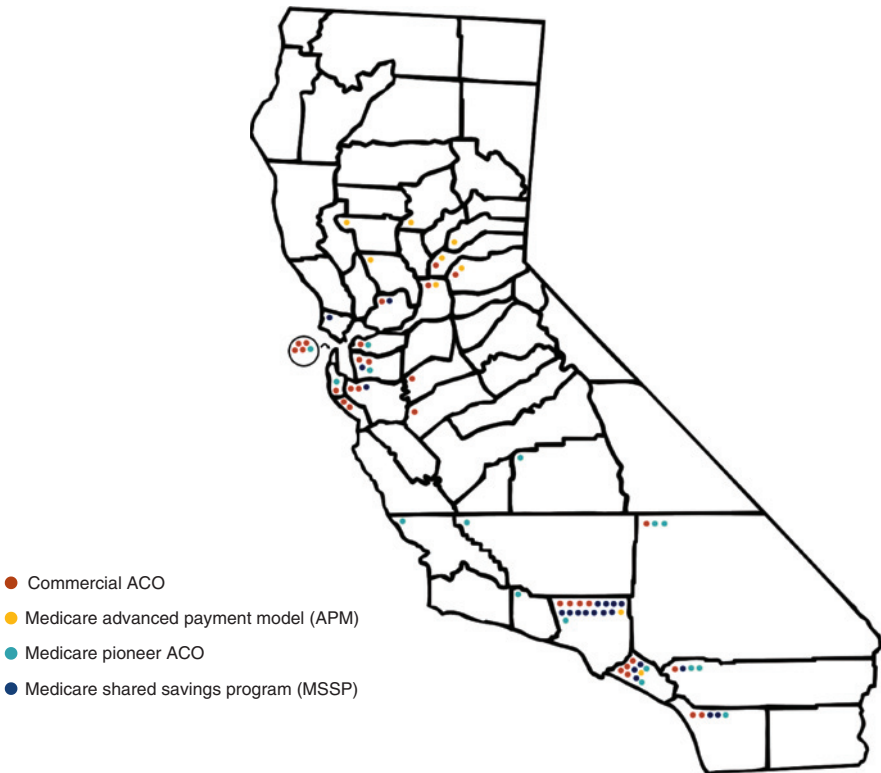 Commercial ACO
Medicare advanced payment model (APM)
Medicare pioneer ACO
Medicare shared savings program (MSSP)